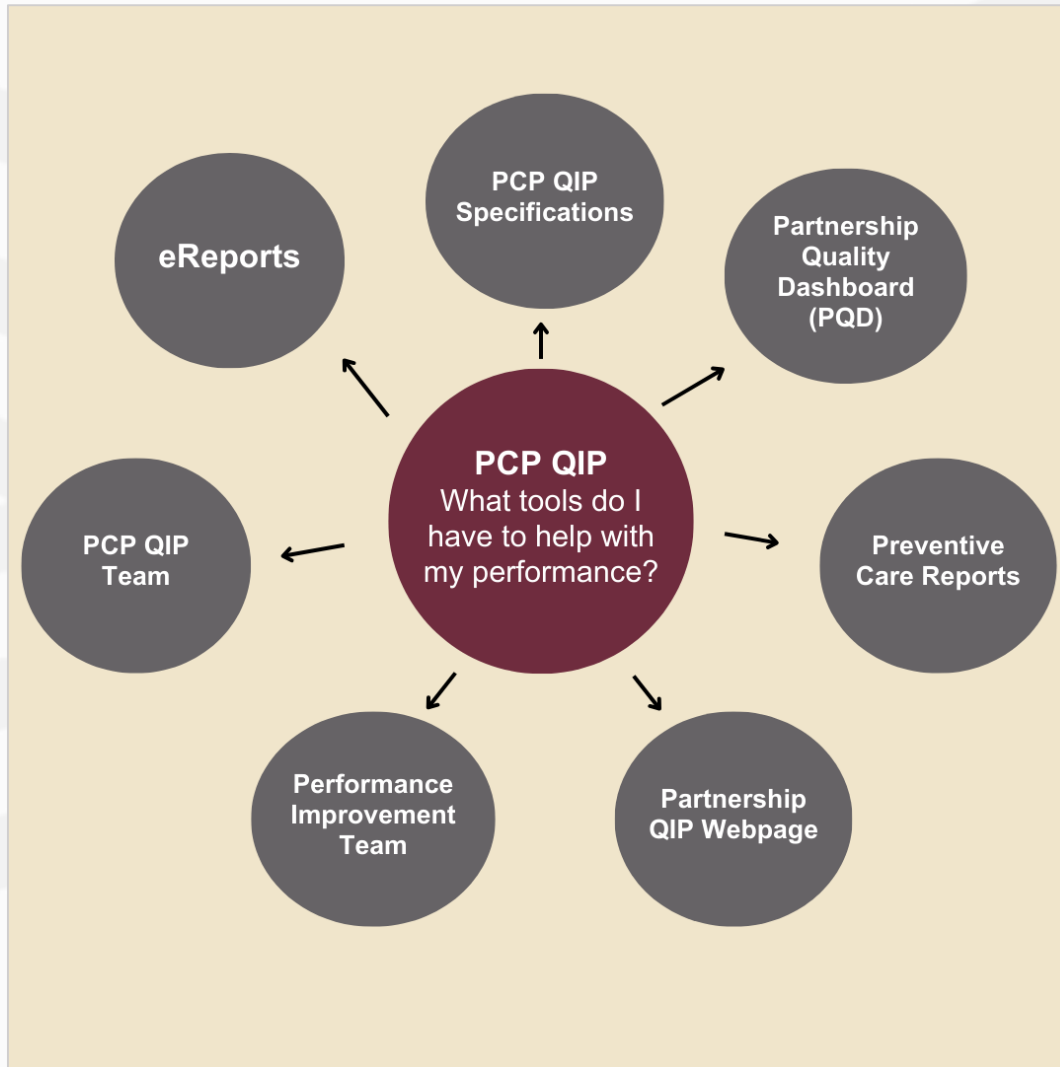 PCP QIP
What tools do I
have to help with
my performance?
PCP QIP
Specifications
Partnership
Quality
Dashboard
(PQD)
Preventive
Care Reports
Partnership
QIP Webpage
Performance
Improvement
Team
PCP QIP
Team
eReports